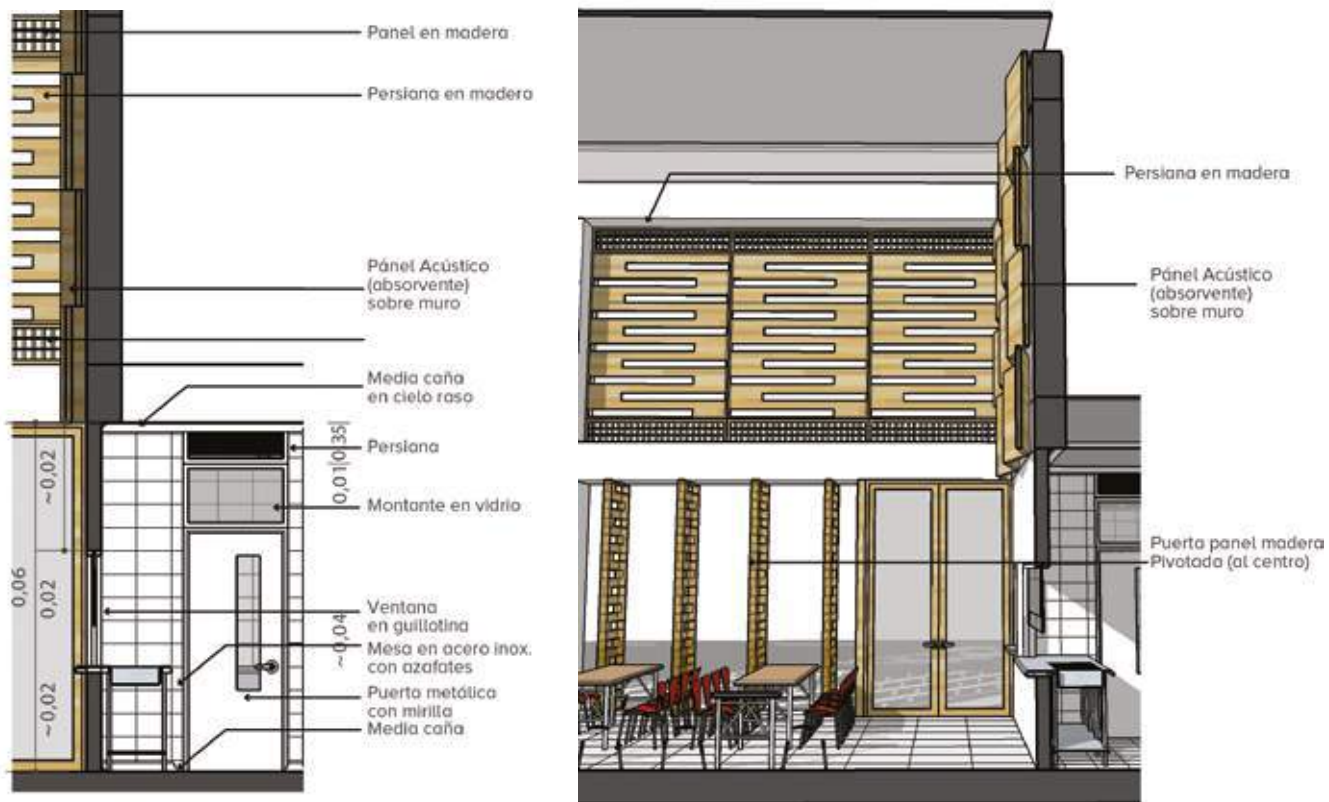 Panel en madera
Persiana en madera
Pánel Acústico
(absorvente)
sobre muro
Media caña
en cielo raso
Persiana
Montante en vidrio
Ventana
en guillotina
Mesa en acero inox.
con azafates
Puerta metálica
con mirilla
Media caña
~0,02
0,06
0,02
~0,02
0,35
0,01
~0,04
Persiana en madera
Pánel Acústico
(absorvente)
sobre muro
Puerta panel madera
Pivotada (al centro)